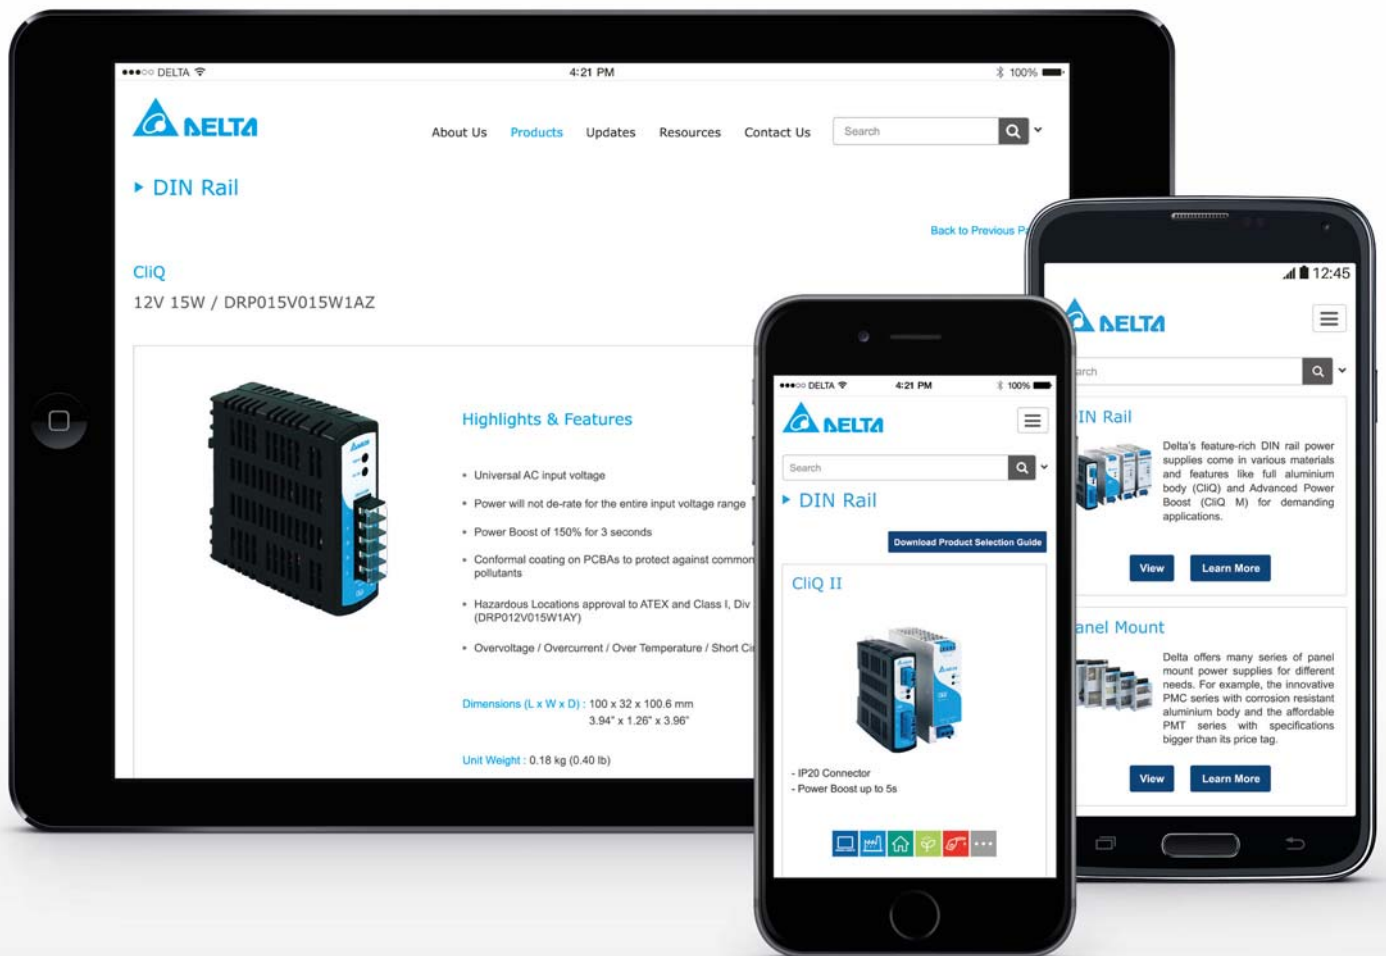 DELTA
4:21 PM
100%
DELTA
About Us Products Updates Resources Contact Us Search
DIN Rail
Back to Previous
CliQ
12V 15W / DRP015V015W1AZ
Highlights & Features
• Universal AC input voltage
• Power will not de-rate for the entire input voltage range
• Power Boost of 150% for 3 seconds
• Conformal coating on PCBAs to protect against common
pollutants
• Hazardous Locations approval to ATEX and Class I, Div
(DRP012V015W1AY)
• Overvoltage / Overcurrent / Over Temperature / Short
Dimensions (L x W x D) : 100 x 32 x 100.6 mm
3.94" x 1.26" x 3.96"
Unit Weight : 0.18 kg (0.40 lb)
DELTA 4:21 PM 100%
DELTA
Search
DIN Rail
Download Product Selection Guide
CliQ II
- IP20 Connector
- Power Boost up to 5s
12:45
DELTA
arch
IN Rail
Delta's feature-rich DIN rail power
supplies come in various materials
and features like full aluminium
body (CliQ) and Advanced Power
Boost (CliQ M) for demanding
applications.
View Learn More
anel Mount
Delta offers many series of panel
mount power supplies for different
needs. For example, the innovative
PMC series with corrosion resistant
aluminium body and the affordable
PMT series with specifications
bigger than its price tag.
View Learn More